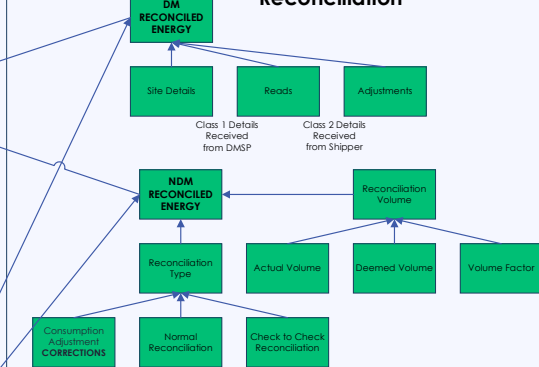 Reconciliation
DM
RECONCILED
ENERGY
Site Details
Reads
Adjustments
Class 1 Details
Received
from DMSP
Class 2 Details
Received
from Shipper
NDM
RECONCILED
ENERGY
Reconciliation
Volume
Reconciliation
Type
Actual Volume
Deemed Volume
Volume Factor
Consumption
Adjustment
CORRECTIONS
Normal
Reconciliation
Check to Check
Reconciliation